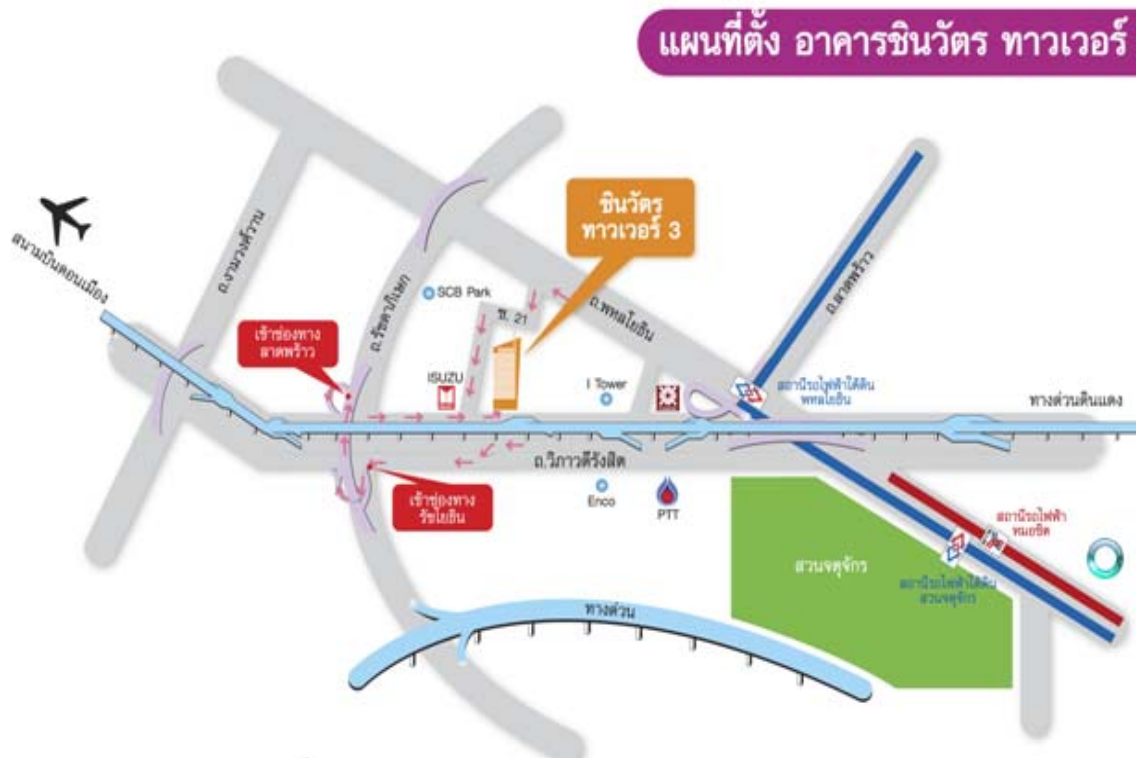 แผนที่ตั้ง อาคารชินวัตร ทาวเวอร์
ชินวัตร
ทาวเวอร์ 3
สนามบินดอนเมือง
ถ.งามวงศ์วาน
ถ.รัชดาภิเษก
SCB Park
ซ. 21
ถ.พหลโยธิน
ถ.ลาดพร้าว
เข้าช่องทาง
ลาดพร้าว
ISUZU
I Tower
สถานีรถไฟฟ้าใต้ดิน
พหลโยธิน
ทางด่วนดินแดง
ถ.วิภาวดีรังสิต
เข้าช่องทาง
รัชโยธิน
Enco
PTT
สถานีรถไฟฟ้า
หมอชิต
สวนจตุจักร
สถานีรถไฟฟ้าใต้ดิน
สวนจตุจักร
ทางด่วน